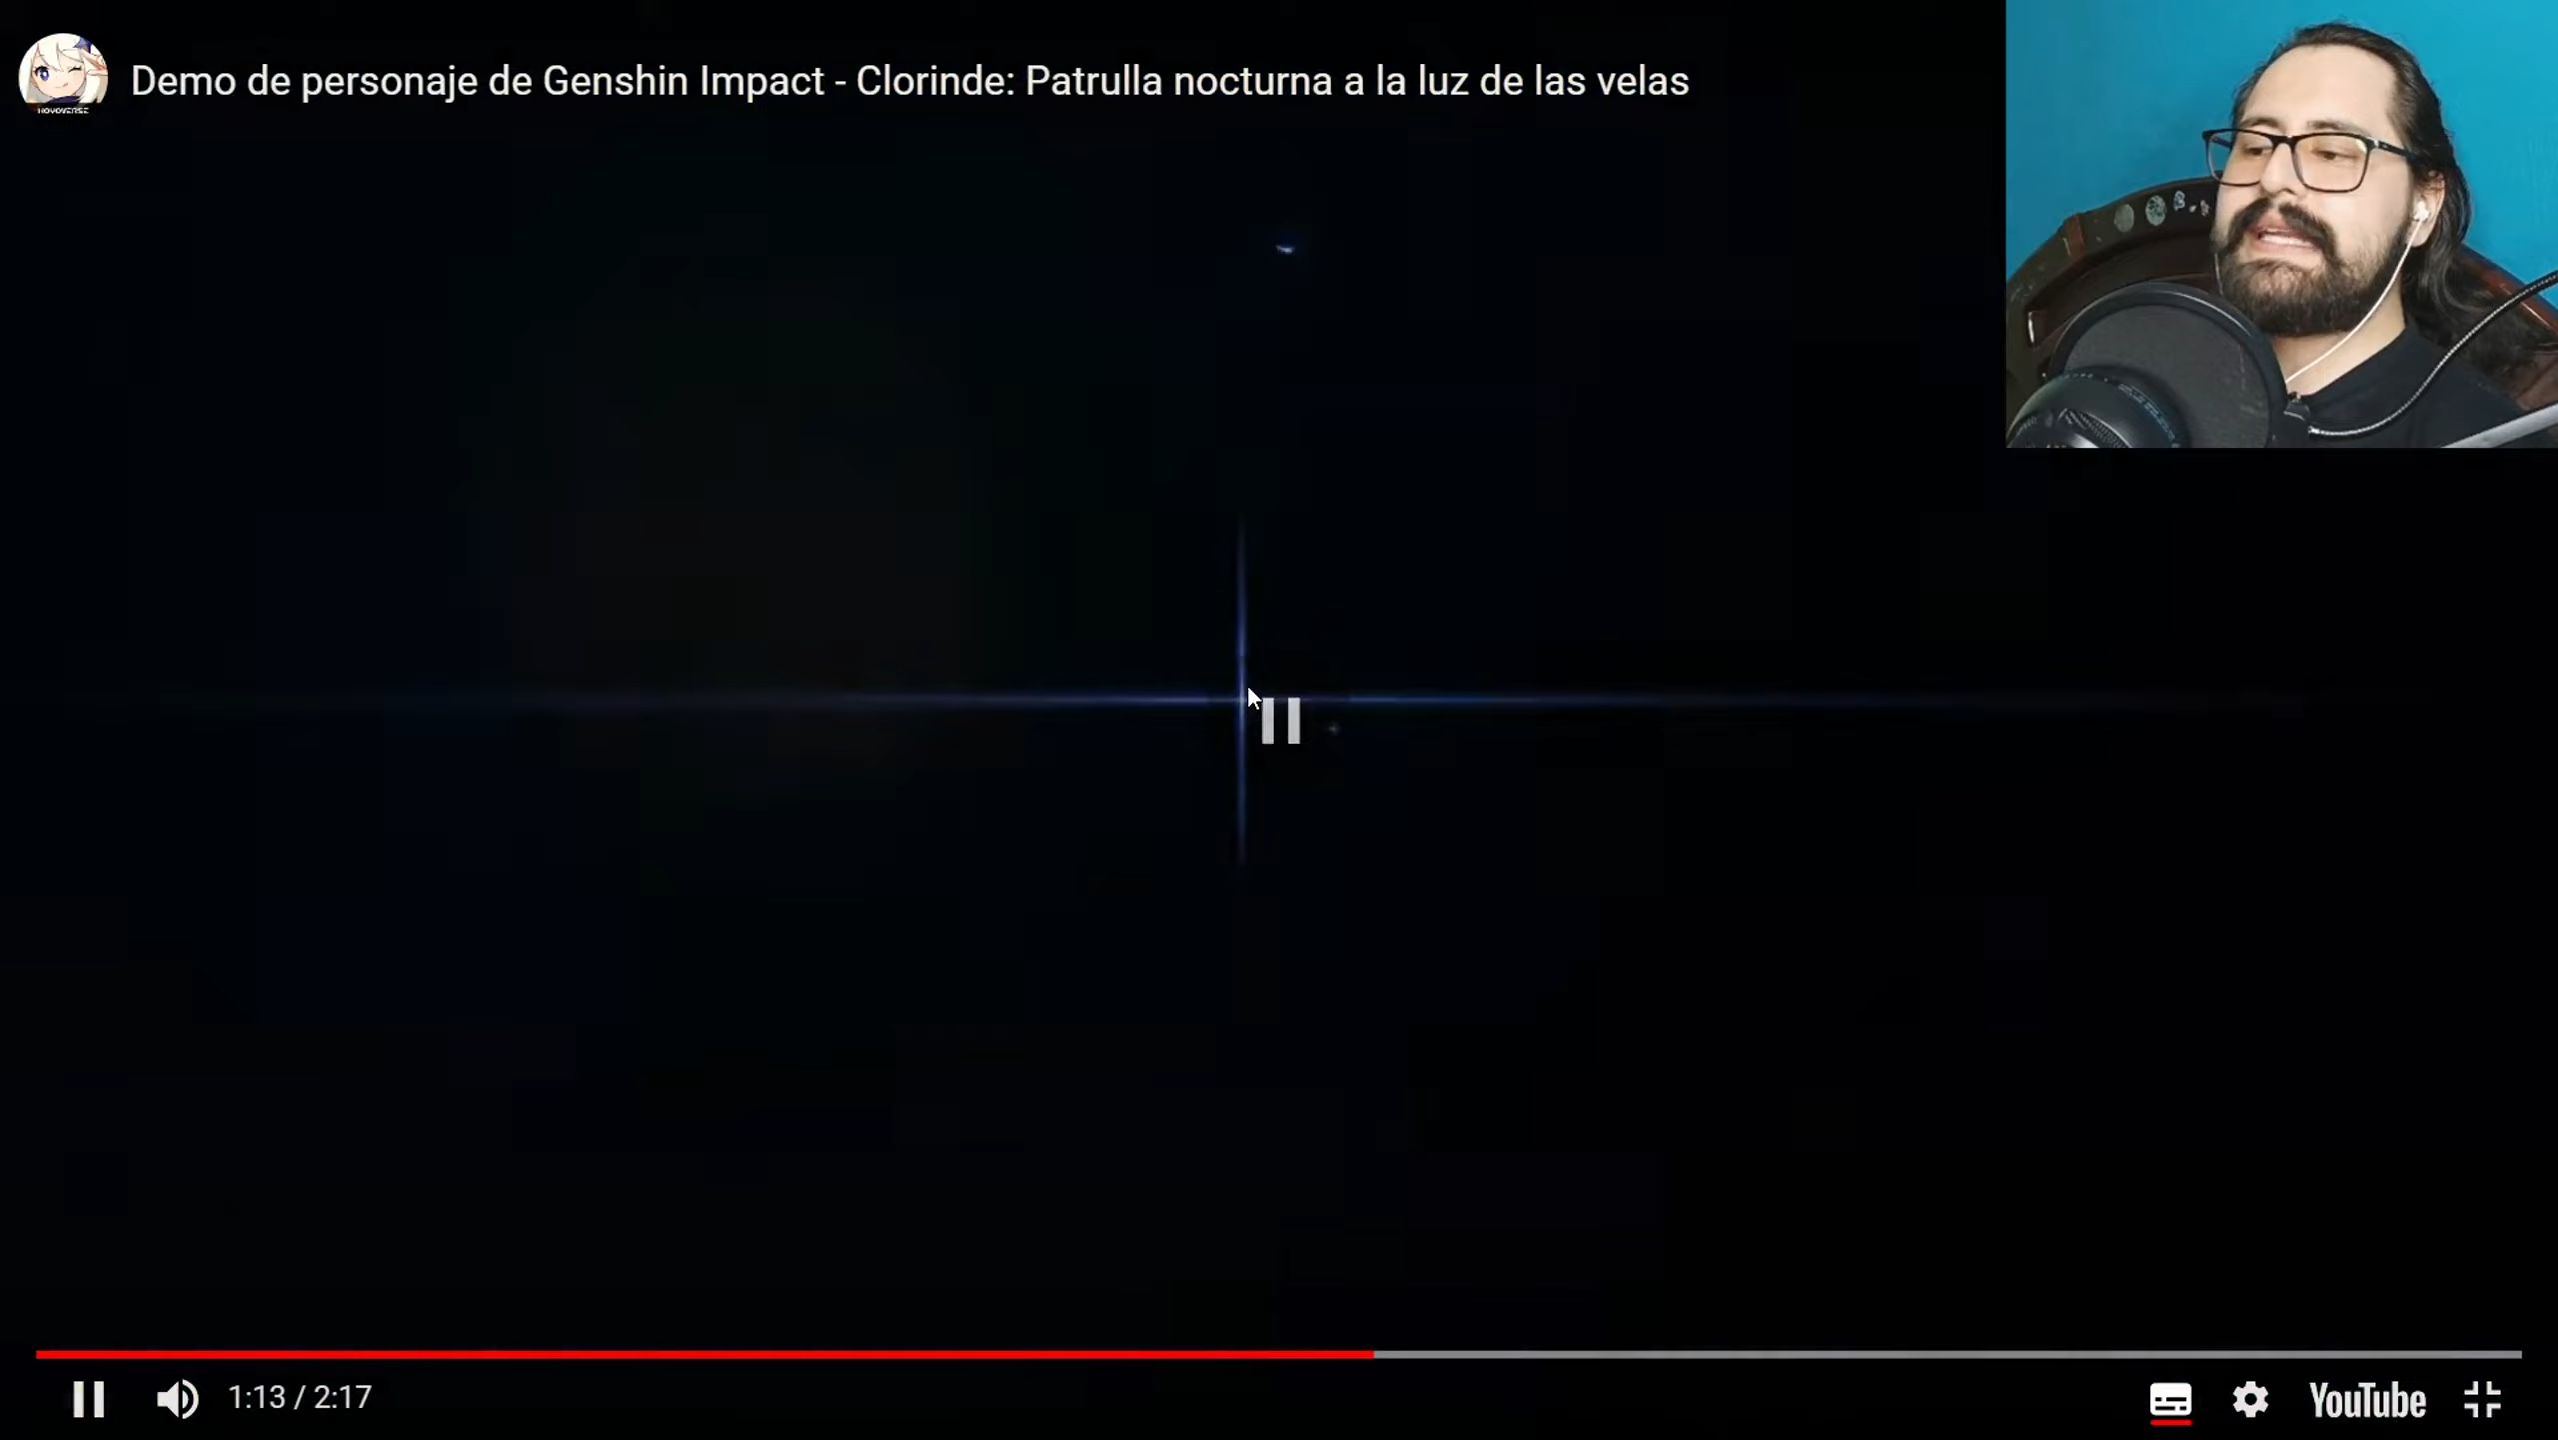 Demo de personaje de Genshin Impact - Clorinde: Patrulla nocturna a la luz de las velas
HOYOVERSE
1:13 / 2:17
YouTube